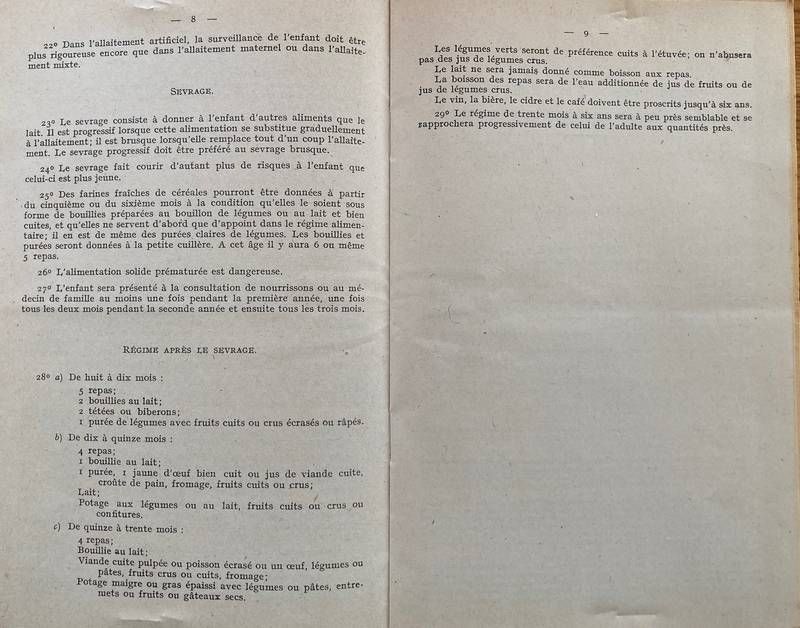 — 8 —
22º Dans l'allaitement artificiel, la surveillance de l'enfant doit être
plus rigoureuse encore que dans l'allaitement maternel ou dans l'allaite-
ment mixte.
SEVRAGE.
23º Le sevrage consiste à donner à l'enfant d'autres aliments que le
lait. Il est progressif lorsque cette alimentation se substitue graduellement
à l'allaitement; il est brusque lorsqu'elle remplace tout d'un coup l'allaite-
ment. Le sevrage progressif doit être préféré au sevrage brusque.
24º Le sevrage fait courir d'autant plus de risques à l'enfant que
celui-ci est plus jeune.
25º Des farines fraîches de céréales pourront être données à partir
du cinquième ou du sixième mois à la condition qu'elles le soient sous
forme de bouillies préparées au bouillon de légumes ou au lait et bien
cuites, et qu'elles ne servent d'abord que d'appoint dans le régime alimen-
taire; il en est de même des purées claires de légumes. Les bouillies et
purées seront données à la petite cuillère. A cet âge il y aura 6 ou même
5 repas.
26º L'alimentation solide prématurée est dangereuse.
27º L'enfant sera présenté à la consultation de nourrissons ou au mé-
decin de famille au moins une fois pendant la première année, une fois
tous les deux mois pendant la seconde année et ensuite tous les trois mois.
RÉGIME APRÈS LE SEVRAGE.
28º a) De huit à dix mois :
5 repas;
2 bouillies au lait;
2 tétées ou biberons;
1 purée de légumes avec fruits cuits ou crus écrasés ou râpés.
b) De dix à quinze mois :
4 repas;
1 bouillie au lait;
1 purée, 1 jaune d'œuf bien cuit ou jus de viande cuite,
croûte de pain, fromage, fruits cuits ou crus;
Lait;
Potage aux légumes ou au lait, fruits cuits ou crus ou
confitures.
c) De quinze à trente mois :
4 repas;
Bouillie au lait;
Viande cuite pulpée ou poisson écrasé ou un œuf, légumes ou
pâtes, fruits crus ou cuits, fromage;
Potage maigre ou gras épaissi avec légumes ou pâtes, entre-
mets ou fruits ou gâteaux secs.
— 9 —
Les légumes verts seront de préférence cuits à l'étuvée; on n'abusera
pas des jus de légumes crus.
Le lait ne sera jamais donné comme boisson aux repas.
La boisson des repas sera de l'eau additionnée de jus de fruits ou de
jus de légumes crus.
Le vin, la bière, le cidre et le café doivent être proscrits jusqu'à six ans.
29º Le régime de trente mois à six ans sera à peu près semblable et se
rapprochera progressivement de celui de l'adulte aux quantités près.